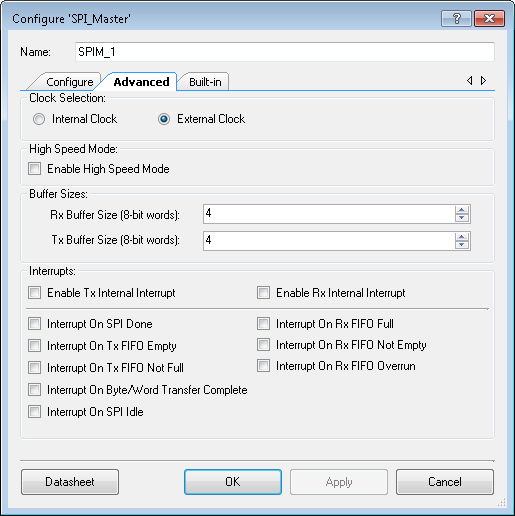 Configure 'SPI_Master'
Name: SPIM_1
Configure Advanced Built-in
Clock Selection:
Internal Clock External Clock
High Speed Mode:
Enable High Speed Mode
Buffer Sizes:
Rx Buffer Size (8-bit words): 4
Tx Buffer Size (8-bit words): 4
Interrupts:
Enable Tx Internal Interrupt Enable Rx Internal Interrupt
Interrupt On SPI Done Interrupt On Rx FIFO Full
Interrupt On Tx FIFO Empty Interrupt On Rx FIFO Not Empty
Interrupt On Tx FIFO Not Full Interrupt On Rx FIFO Overrun
Interrupt On Byte/Word Transfer Complete
Interrupt On SPI Idle
Datasheet OK Apply Cancel